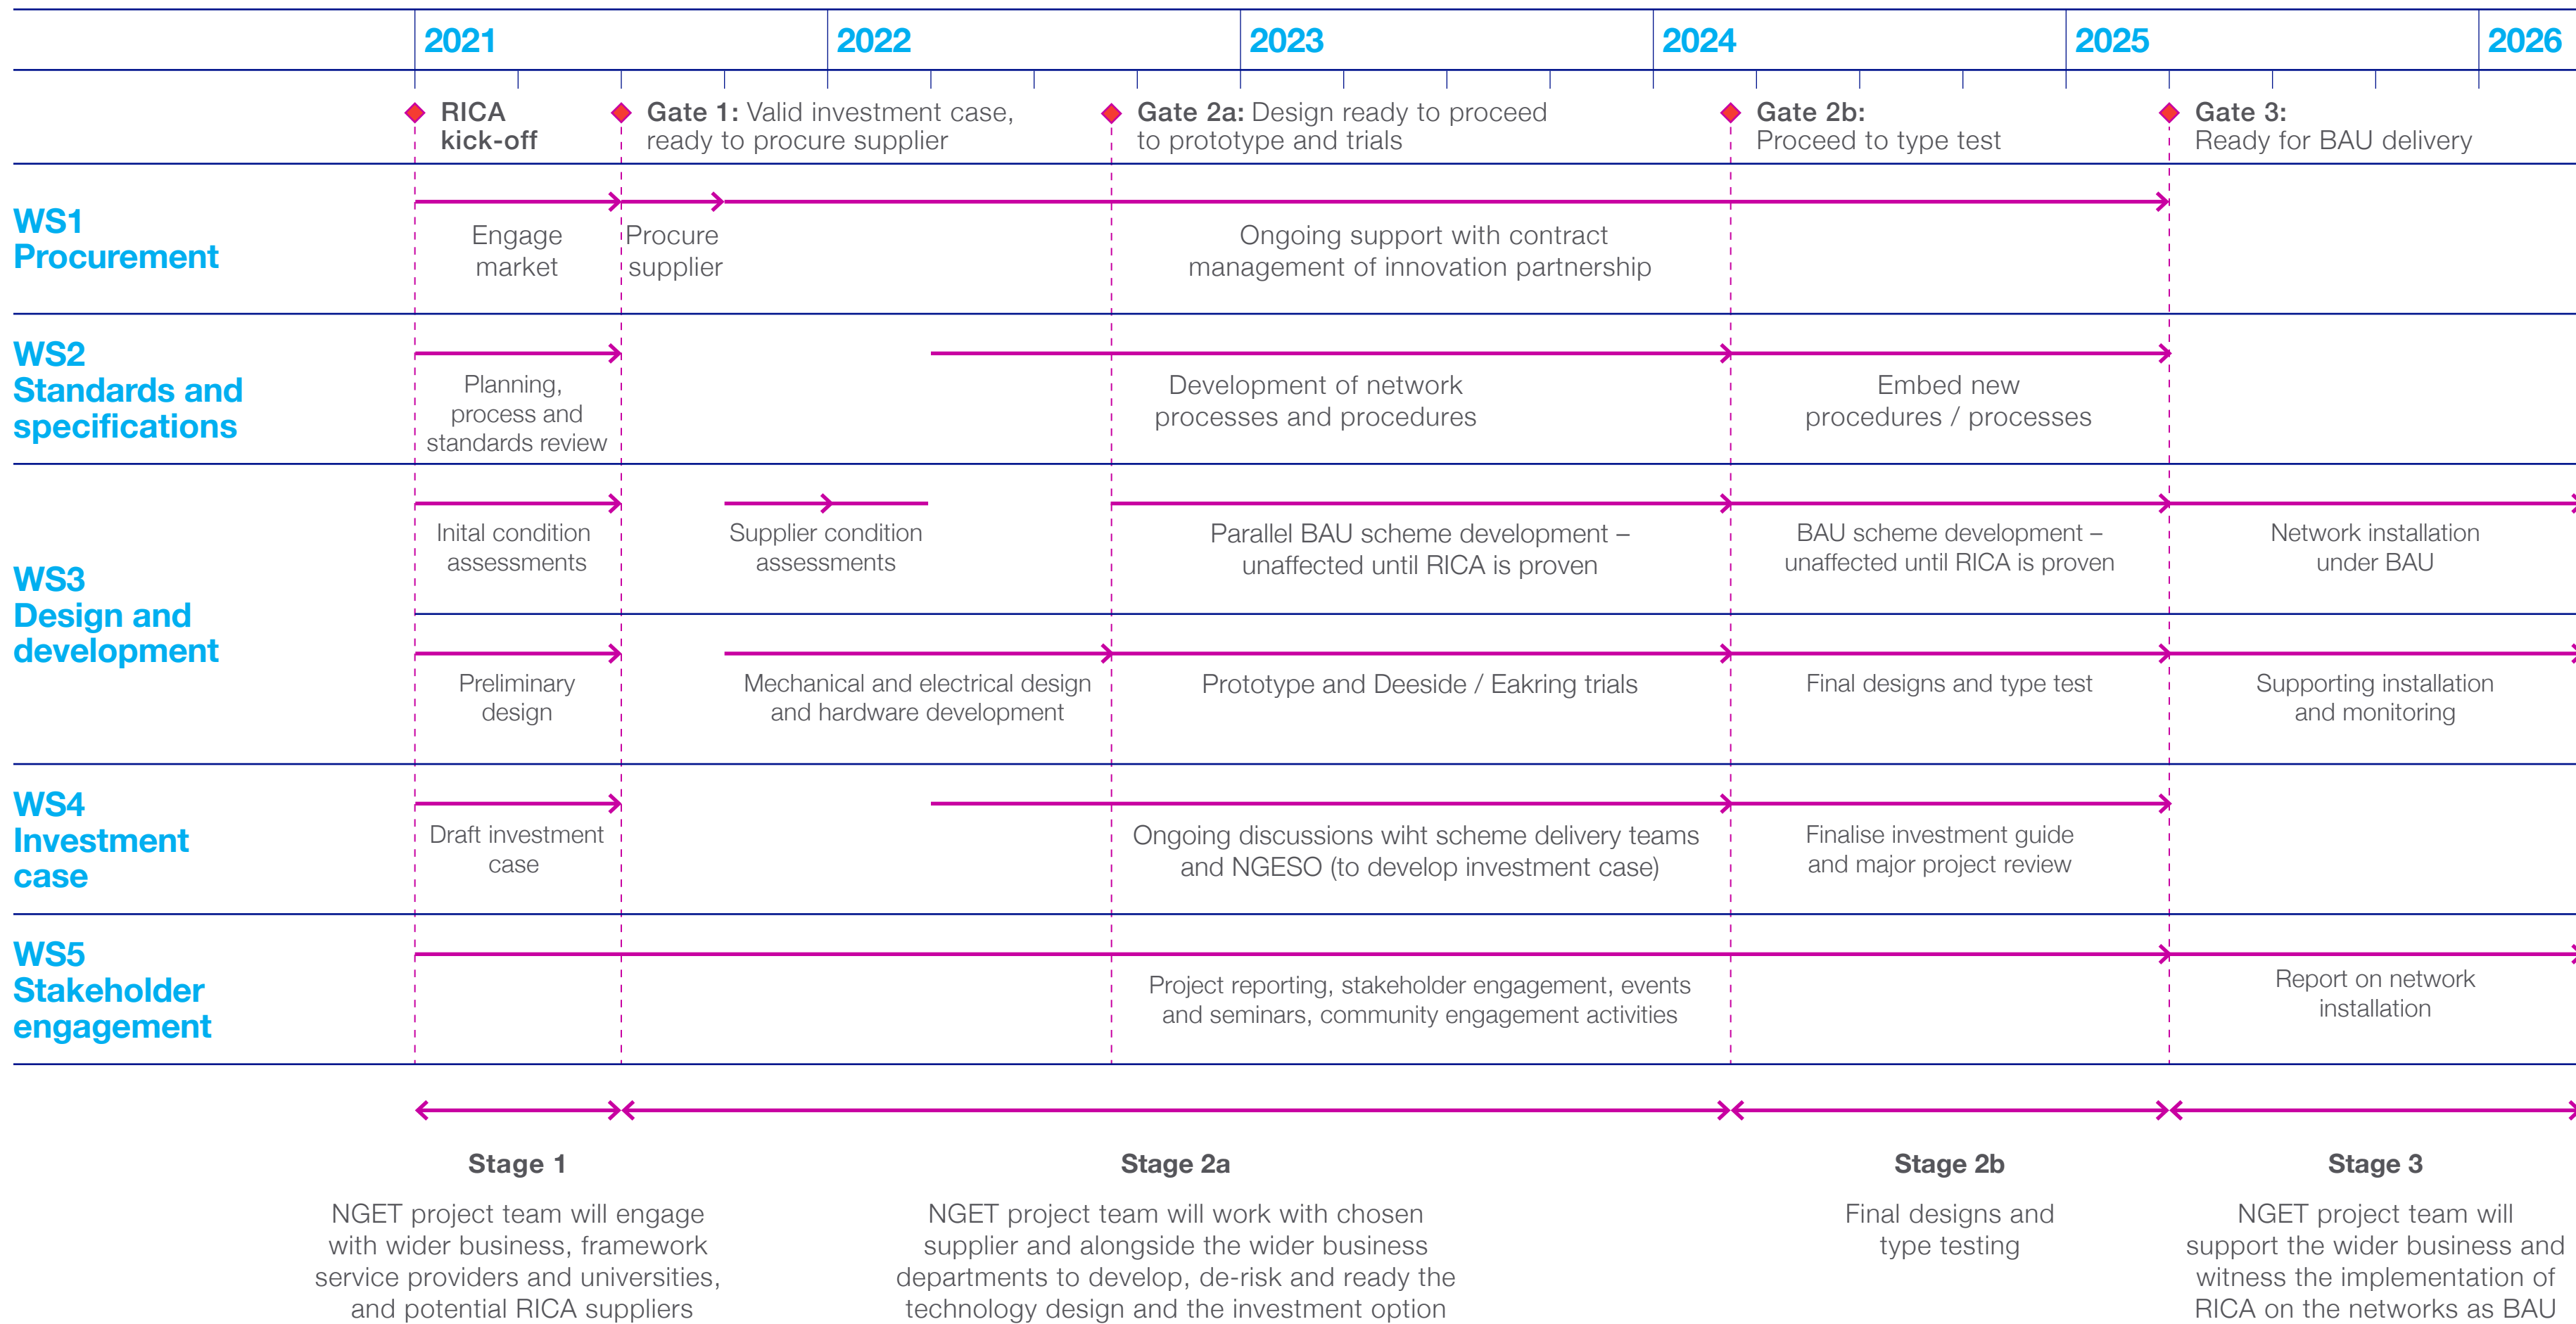 2021
2022
2023
2024
2025
2026
RICA
kick-off
Gate 1: Valid investment case,
ready to procure supplier
Gate 2a: Design ready to proceed
to prototype and trials
Gate 2b:
Proceed to type test
Gate 3:
Ready for BAU delivery
WS1
Procurement
Engage
market
Procure
supplier
Ongoing support with contract
management of innovation partnership
WS2
Standards and
specifications
Planning,
process and
standards review
Development of network
processes and procedures
Embed new
procedures / processes
WS3
Design and
development
Inital condition
assessments
Supplier condition
assessments
Parallel BAU scheme development –
unaffected until RICA is proven
BAU scheme development –
unaffected until RICA is proven
Network installation
under BAU
Preliminary
design
Mechanical and electrical design
and hardware development
Prototype and Deeside / Eakring trials
Final designs and type test
Supporting installation
and monitoring
WS4
Investment
case
Draft investment
case
Ongoing discussions wiht scheme delivery teams
and NGESO (to develop investment case)
Finalise investment guide
and major project review
WS5
Stakeholder
engagement
Project reporting, stakeholder engagement, events
and seminars, community engagement activities
Report on network
installation
Stage 1
NGET project team will engage
with wider business, framework
service providers and universities,
and potential RICA suppliers
Stage 2a
NGET project team will work with chosen
supplier and alongside the wider business
departments to develop, de-risk and ready the
technology design and the investment option
Stage 2b
Final designs and
type testing
Stage 3
NGET project team will
support the wider business and
witness the implementation of
RICA on the networks as BAU